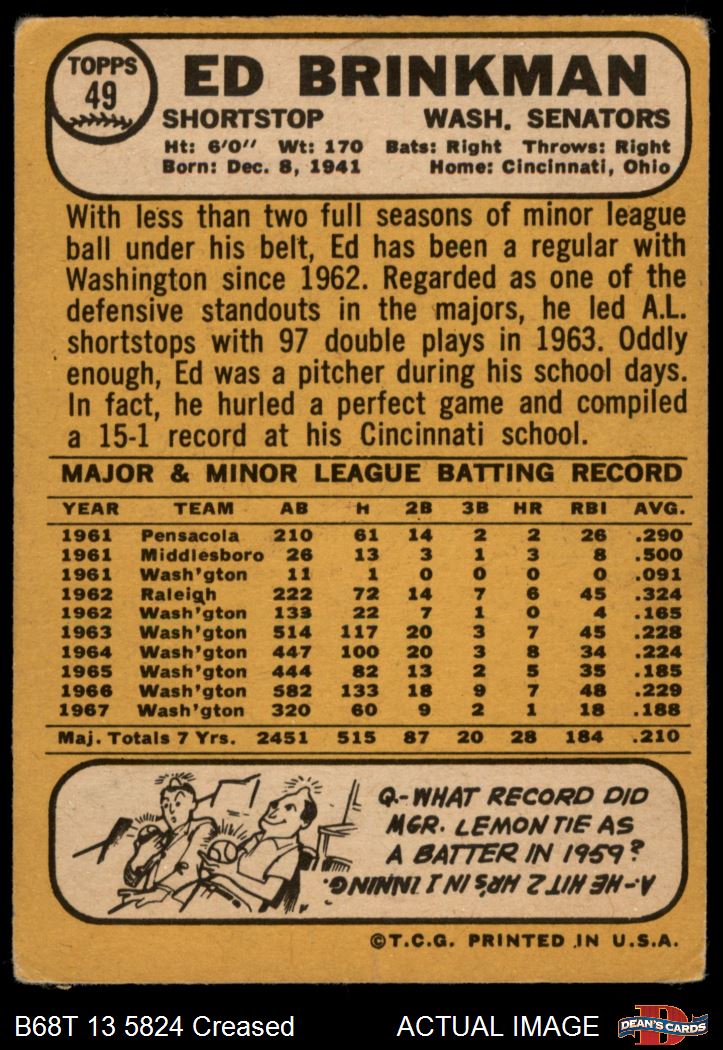 TOPPS
49
ED BRINKMAN
SHORTSTOP WASH. SENATORS
Ht: 6'0" Wt: 170 Bats: Right Throws: Right
Born: Dec. 8, 1941 Home: Cincinnati, Ohio
With less than two full seasons of minor league
ball under his belt, Ed has been a regular with
Washington since 1962. Regarded as one of the
defensive standouts in the majors, he led A.L.
shortstops with 97 double plays in 1963. Oddly
enough, Ed was a pitcher during his school days.
In fact, he hurled a perfect game and compiled
a 15-1 record at his Cincinnati school.
MAJOR & MINOR LEAGUE BATTING RECORD
YEAR TEAM AB H 2B 3B HR RBI AVG.
1961 Pensacola 210 61 14 2 2 26 .290
1961 Middlesboro 26 13 3 1 3 8 .500
1961 Wash'gton 11 1 0 0 0 0 .091
1962 Raleigh 222 72 14 7 6 45 .324
1962 Wash'gton 133 22 7 1 0 4 .165
1963 Wash'gton 514 117 20 3 7 45 .228
1964 Wash'gton 447 100 20 3 8 34 .224
1965 Wash'gton 444 82 13 2 5 35 .185
1966 Wash'gton 582 133 18 9 7 48 .229
1967 Wash'gton 320 60 9 2 1 18 .188
Maj. Totals 7 Yrs. 2451 515 87 20 28 184 .210
Q.-WHAT RECORD DID
MGR. LEMON TIE AS
A BATTER IN 1959?
A-HE HIT 2 HR'S IN 1 INNING.
©T.C.G. PRINTED IN U.S.A.
B68T 13 5824 Creased ACTUAL IMAGE
D
DEAN'S CARDS